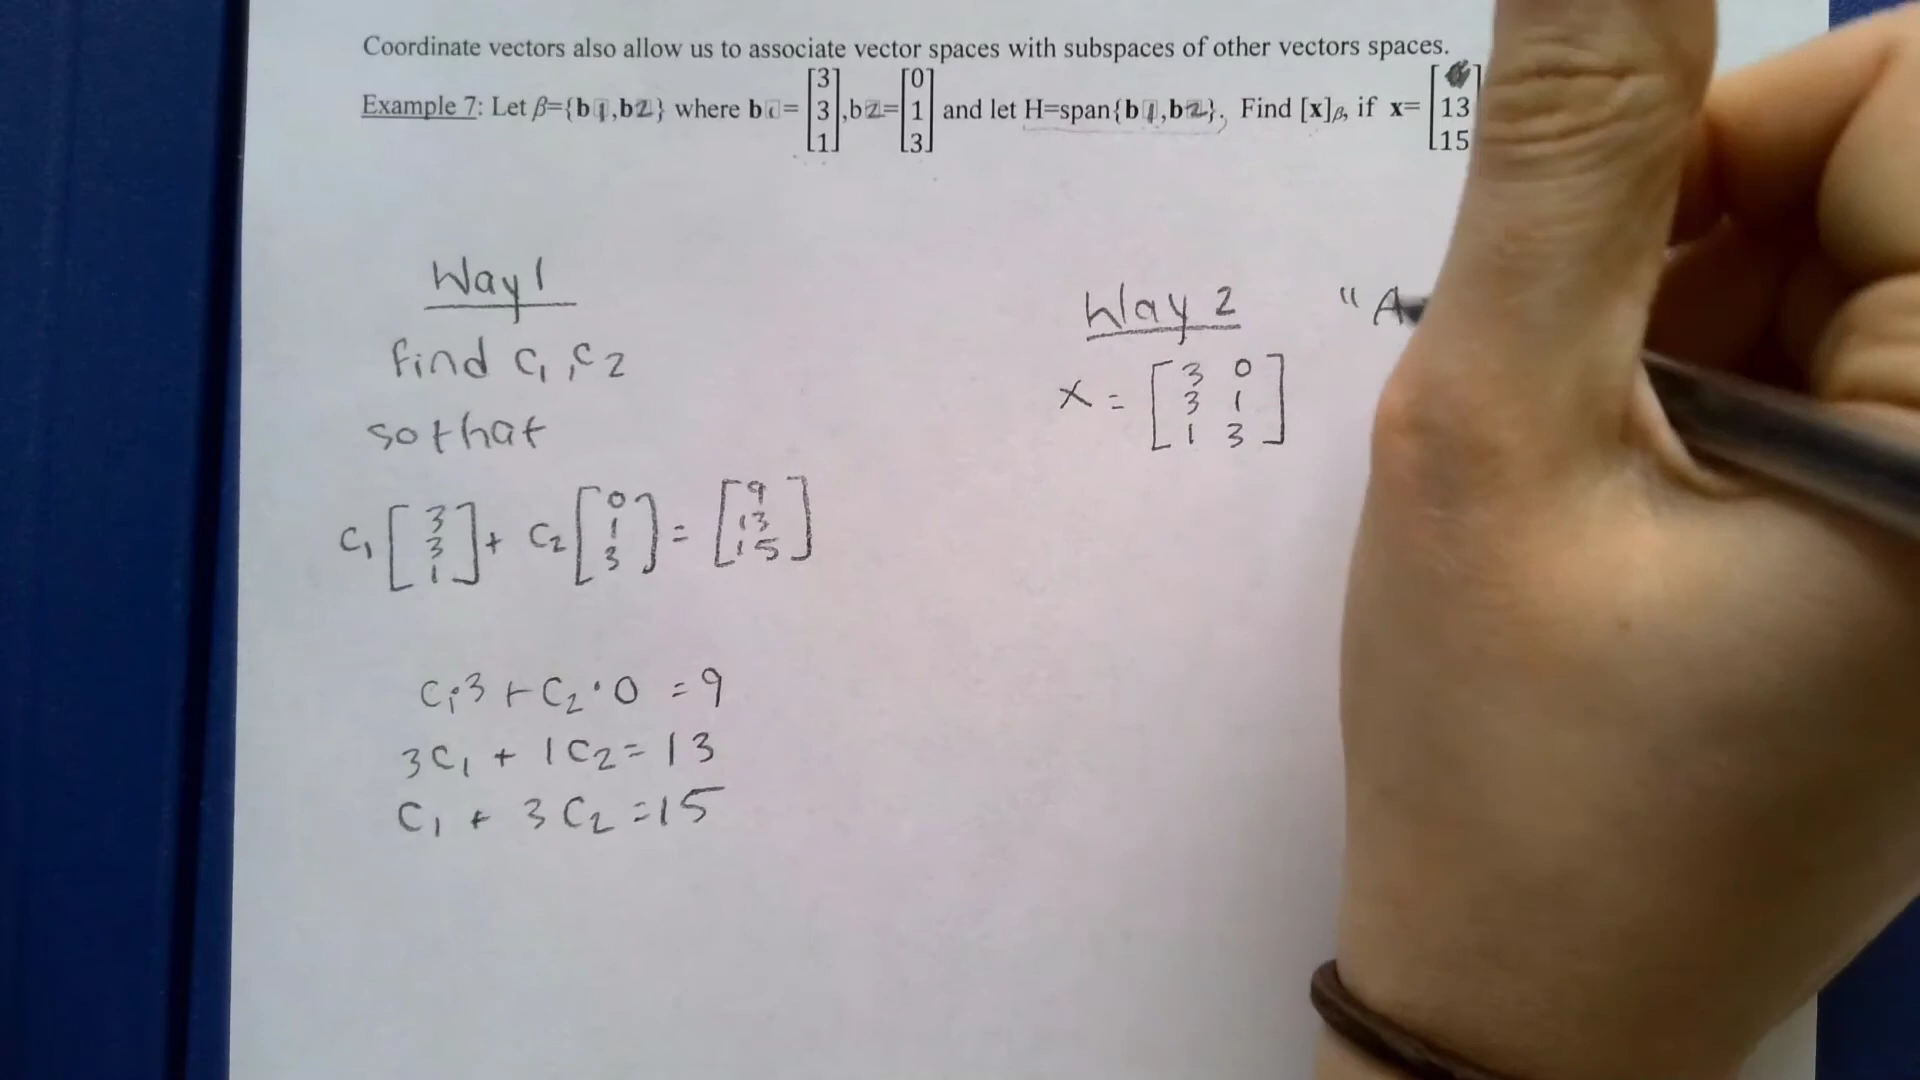 Coordinate vectors also allow us to associate vector spaces with subspaces of other vectors spaces.
Example 7: Let β={b1,b2} where b1= [3 3 1] ,b2= [0 1 3] and let H=span{b1,b2}. Find [x]β, if x= [ 13 15
Way 1
Way 2 "A
find c₁, c₂
so that
x = [3 0 3 1 1 3]
c₁ [3 3 1] + c₂ [0 1 3] = [9 13 15]
c₁·3 + c₂·0 = 9
3c₁ + 1c₂ = 13
c₁ + 3c₂ = 15